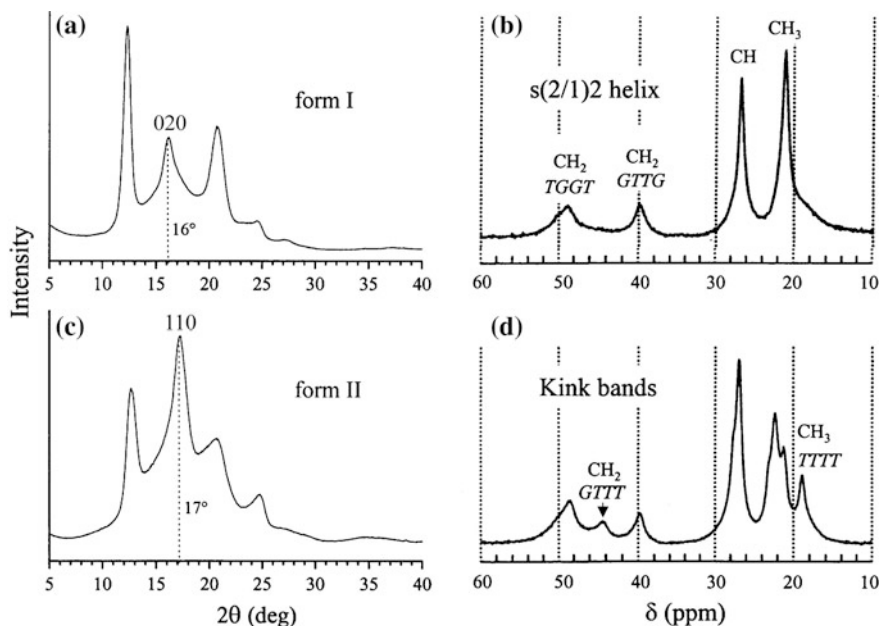 (a)
form I
020
16°
5 10 15 20 25 30 35 40
(b)
CH₃
CH
s(2/1)2 helix
CH₂ CH₂
TGGT GTTG
60 50 40 30 20 10
Intensity
(c)
110
form II
17°
5 10 15 20 25 30 35 40
2θ (deg)
(d)
Kink bands
CH₃
TTTT
CH₂
GTTT
60 50 40 30 20 10
δ (ppm)